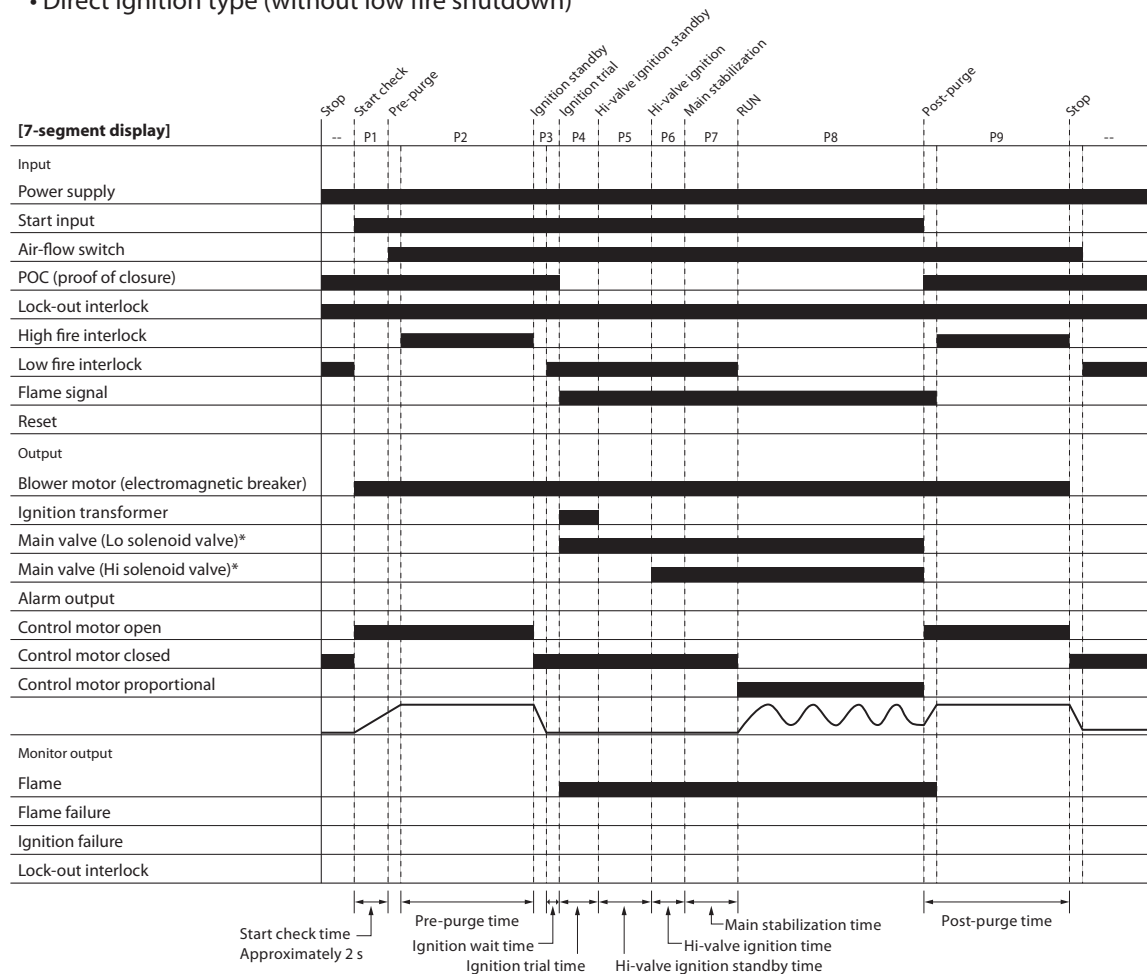 • Direct ignition type (without low fire shutdown)
Stop
Start check
Pre-purge
Ignition standby
Ignition trial
Hi-valve ignition standby
Hi-valve ignition
Main stabilization
RUN
Post-purge
Stop
[7-segment display]
-- P1 P2 P3 P4 P5 P6 P7 P8 P9 --
Input
Power supply
Start input
Air-flow switch
POC (proof of closure)
Lock-out interlock
High fire interlock
Low fire interlock
Flame signal
Reset
Output
Blower motor (electromagnetic breaker)
Ignition transformer
Main valve (Lo solenoid valve)*
Main valve (Hi solenoid valve)*
Alarm output
Control motor open
Control motor closed
Control motor proportional
Monitor output
Flame
Flame failure
Ignition failure
Lock-out interlock
Start check time
Approximately 2 s
Pre-purge time
Ignition wait time
Ignition trial time
Main stabilization time
Hi-valve ignition time
Hi-valve ignition standby time
Post-purge time